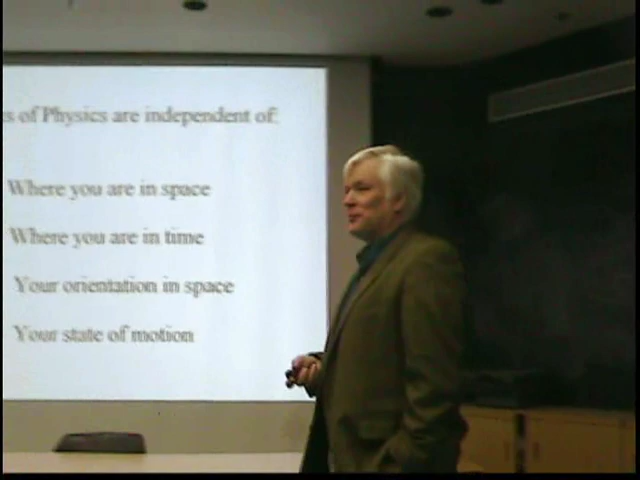 of Physics are independent of:
Where you are in space
Where you are in time
Your orientation in space
Your state of motion